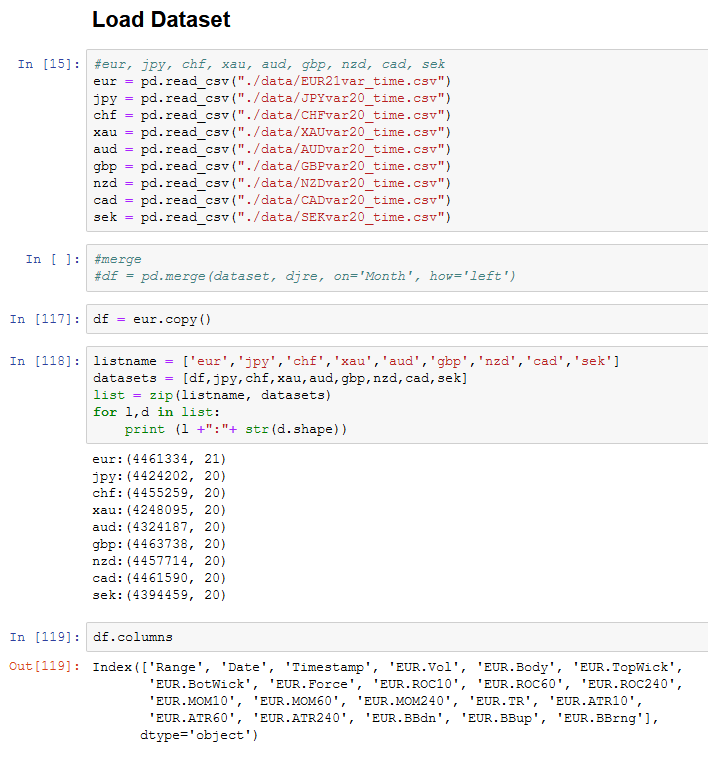 Load Dataset
In [15]: #eur, jpy, chf, xau, aud, gbp, nzd, cad, sek
eur = pd.read_csv("./data/EUR21var_time.csv")
jpy = pd.read_csv("./data/JPYvar20_time.csv")
chf = pd.read_csv("./data/CHFvar20_time.csv")
xau = pd.read_csv("./data/XAUvar20_time.csv")
aud = pd.read_csv("./data/AUDvar20_time.csv")
gbp = pd.read_csv("./data/GBPvar20_time.csv")
nzd = pd.read_csv("./data/NZDvar20_time.csv")
cad = pd.read_csv("./data/CADvar20_time.csv")
sek = pd.read_csv("./data/SEKvar20_time.csv")
In [ ]: #merge
#df = pd.merge(dataset, djre, on='Month', how='left')
In [117]: df = eur.copy()
In [118]: listname = ['eur','jpy','chf','xau','aud','gbp','nzd','cad','sek']
datasets = [df,jpy,chf,xau,aud,gbp,nzd,cad,sek]
list = zip(listname, datasets)
for l,d in list:
    print (l +":"+ str(d.shape))
eur:(4461334, 21)
jpy:(4424202, 20)
chf:(4455259, 20)
xau:(4248095, 20)
aud:(4324187, 20)
gbp:(4463738, 20)
nzd:(4457714, 20)
cad:(4461590, 20)
sek:(4394459, 20)
In [119]: df.columns
Out[119]: Index(['Range', 'Date', 'Timestamp', 'EUR.Vol', 'EUR.Body', 'EUR.TopWick',
'EUR.BotWick', 'EUR.Force', 'EUR.ROC10', 'EUR.ROC60', 'EUR.ROC240',
'EUR.MOM10', 'EUR.MOM60', 'EUR.MOM240', 'EUR.TR', 'EUR.ATR10',
'EUR.ATR60', 'EUR.ATR240', 'EUR.BBdn', 'EUR.BBup', 'EUR.BBrng'],
dtype='object')